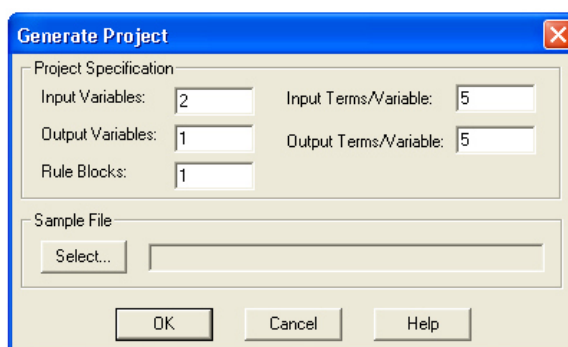 Generate Project
Project Specification
Input Variables: 2 Input Terms/Variable: 5
Output Variables: 1 Output Terms/Variable: 5
Rule Blocks: 1
Sample File
Select...
OK Cancel Help